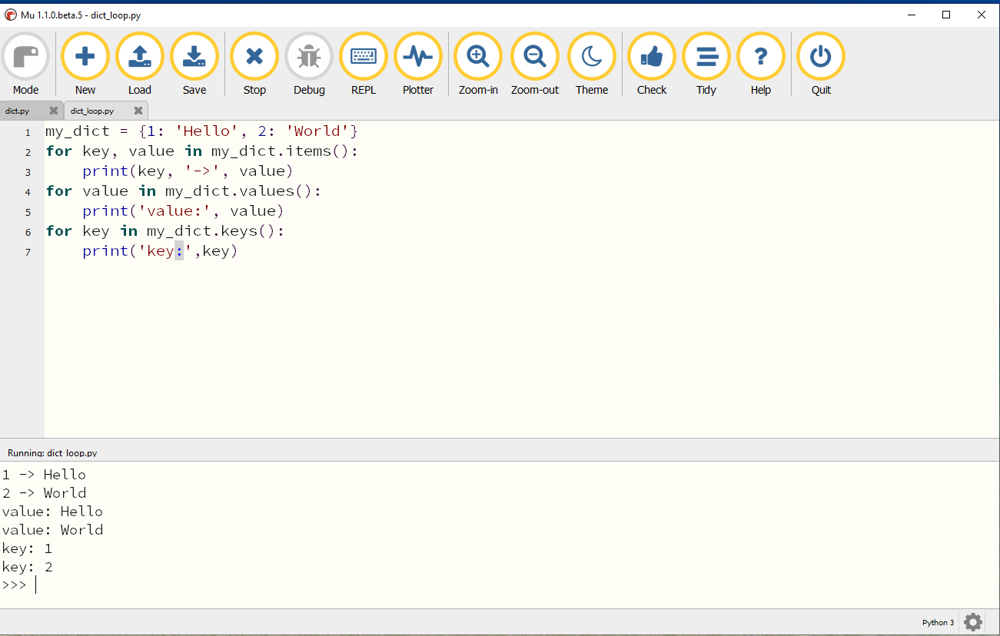 Mu 1.1.0.beta.5 - dict_loop.py
Mode New Load Save Stop Debug REPL Plotter Zoom-in Zoom-out Theme Check Tidy Help Quit
dict.py dict_loop.py
1 my_dict = {1: 'Hello', 2: 'World'}
2 for key, value in my_dict.items():
3     print(key, '->', value)
4 for value in my_dict.values():
5     print('value:', value)
6 for key in my_dict.keys():
7     print('key:',key)
Running: dict_loop.py
1 -> Hello
2 -> World
value: Hello
value: World
key: 1
key: 2
>>>
Python 3